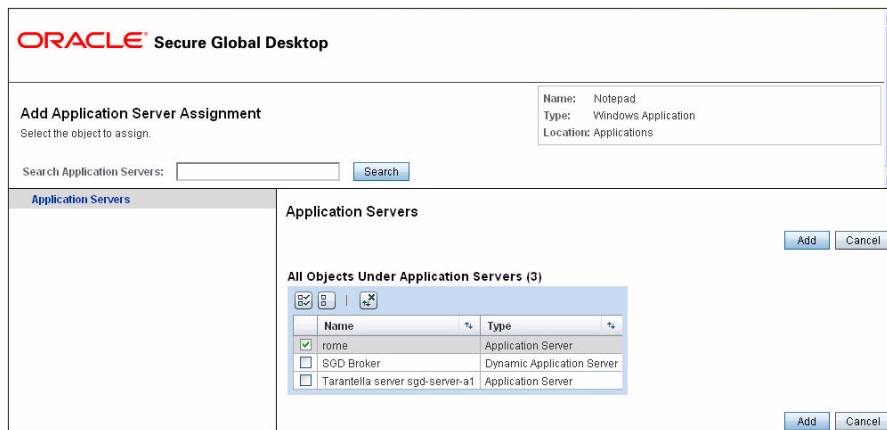 ORACLE Secure Global Desktop
Add Application Server Assignment
Select the object to assign.
Name: Notepad
Type: Windows Application
Location: Applications
Search Application Servers: Search
Application Servers
Application Servers
Add Cancel
All Objects Under Application Servers (3)
Name Type
rome Application Server
SGD Broker Dynamic Application Server
Tarantella server sgd-server-a1 Application Server
Add Cancel